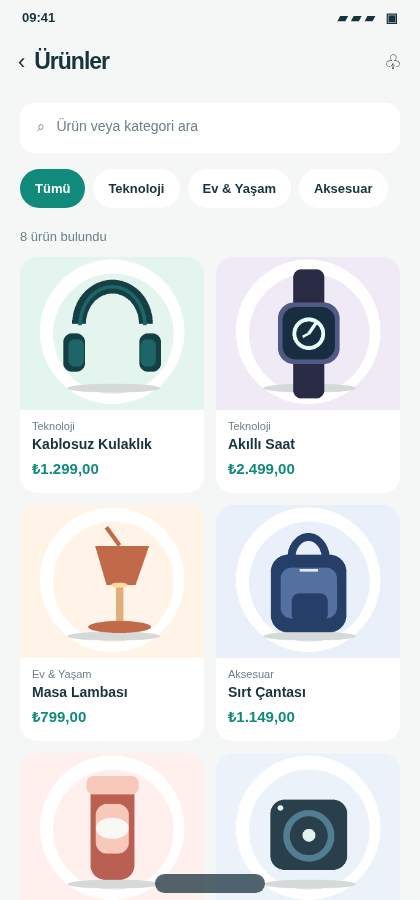 09:41
Ürünler
Ürün veya kategori ara
Tümü
Teknoloji
Ev & Yaşam
Aksesuar
8 ürün bulundu
Teknoloji
Kablosuz Kulaklık
₺1.299,00
Teknoloji
Akıllı Saat
₺2.499,00
Ev & Yaşam
Masa Lambası
₺799,00
Aksesuar
Sırt Çantası
₺1.149,00